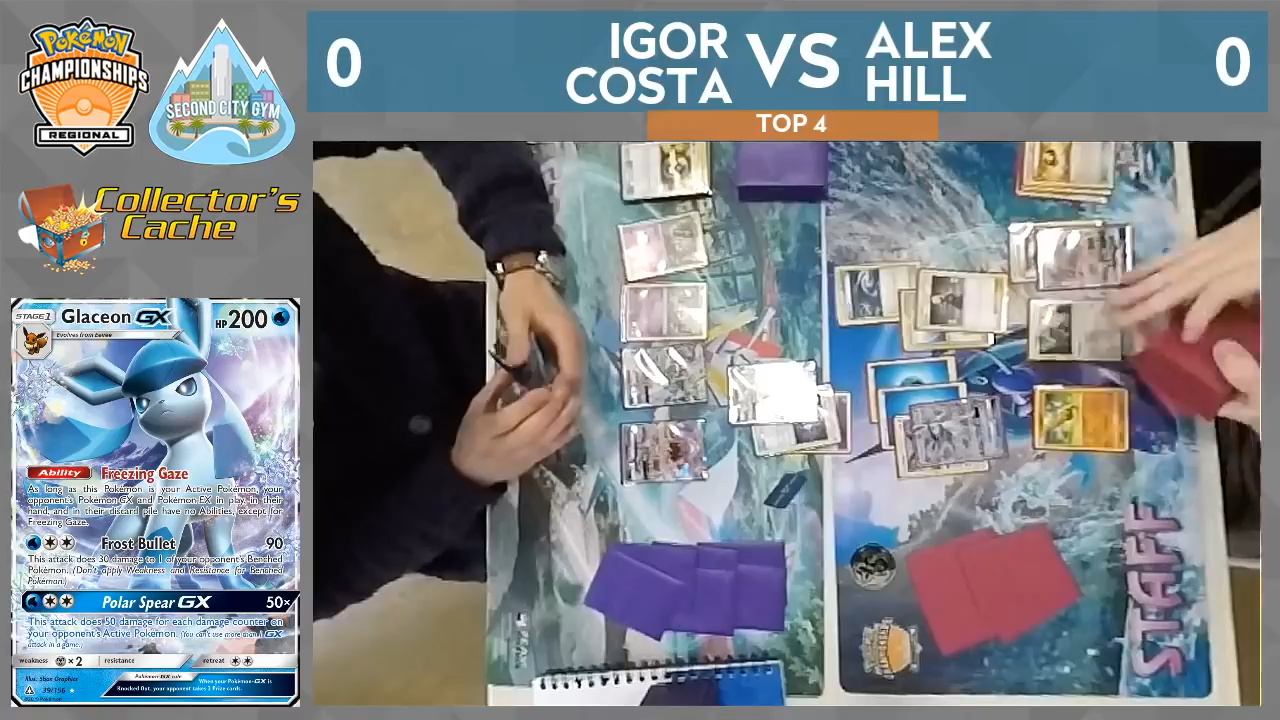 Pokémon
CHAMPIONSHIPS
REGIONAL
SECOND CITY GYM
Collector's
Cache
0
IGOR
COSTA
VS
ALEX
HILL
0
TOP 4
STAGE 1
Glaceon GX
HP 200
Evolves from Eevee
Ability Freezing Gaze
As long as this Pokémon is your Active Pokémon, your
opponent's Pokémon-GX and Pokémon-EX in play, in their
hand, and in their discard pile have no Abilities, except for
Freezing Gaze.
Frost Bullet 90
This attack does 30 damage to 1 of your opponent's Benched
Pokémon. (Don't apply Weakness and Resistance for Benched
Pokémon.)
Polar Spear GX 50×
This attack does 50 damage for each damage counter on
your opponent's Active Pokémon. (You can't use more than 1 GX
attack in a game.)
weakness ×2 resistance retreat
Pokémon-GX rule
When your Pokémon-GX is
Knocked Out, your opponent takes 2 Prize cards.
39/156
STAFF